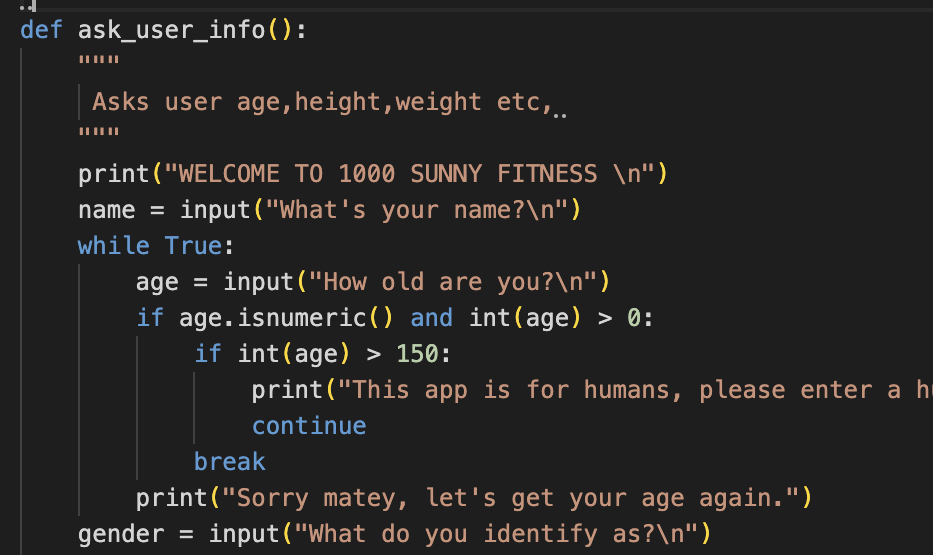 def ask_user_info():
    """
     Asks user age,height,weight etc,
    """
    print("WELCOME TO 1000 SUNNY FITNESS \n")
    name = input("What's your name?\n")
    while True:
        age = input("How old are you?\n")
        if age.isnumeric() and int(age) > 0:
            if int(age) > 150:
                print("This app is for humans, please enter a
                continue
            break
        print("Sorry matey, let's get your age again.")
    gender = input("What do you identify as?\n")